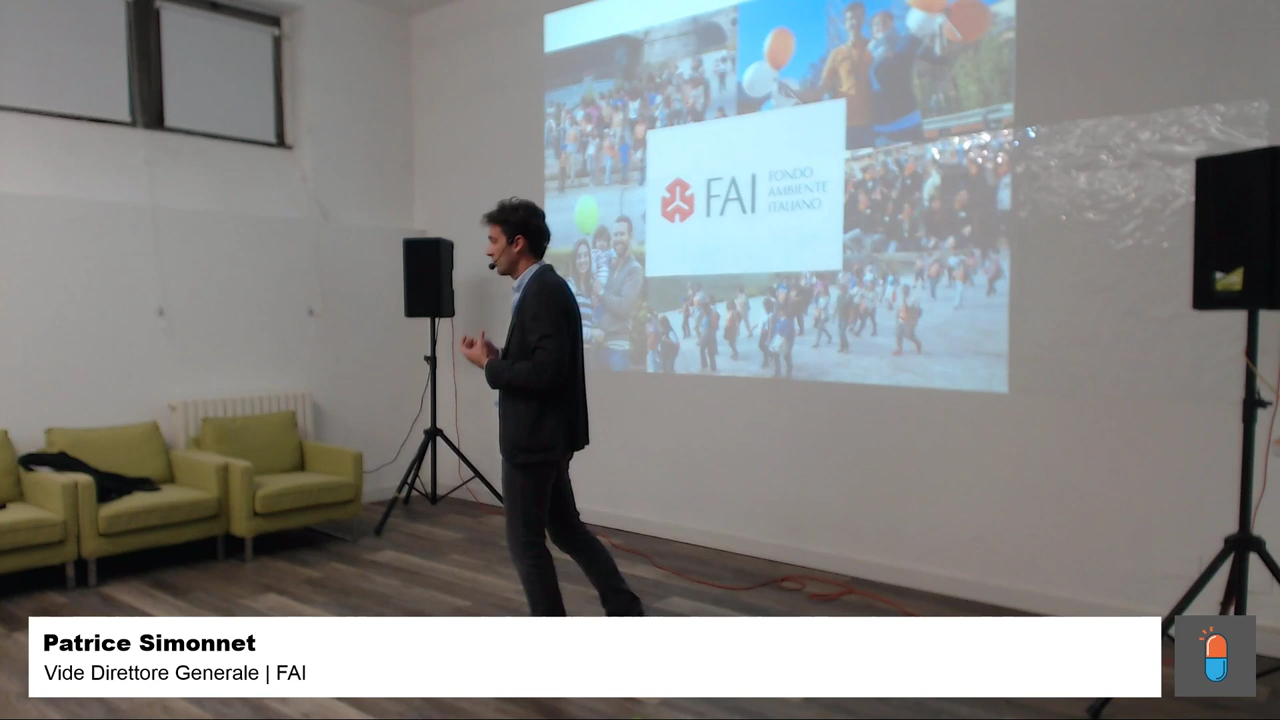 FAI
FONDO
AMBIENTE
ITALIANO
Patrice Simonnet
Vide Direttore Generale | FAI